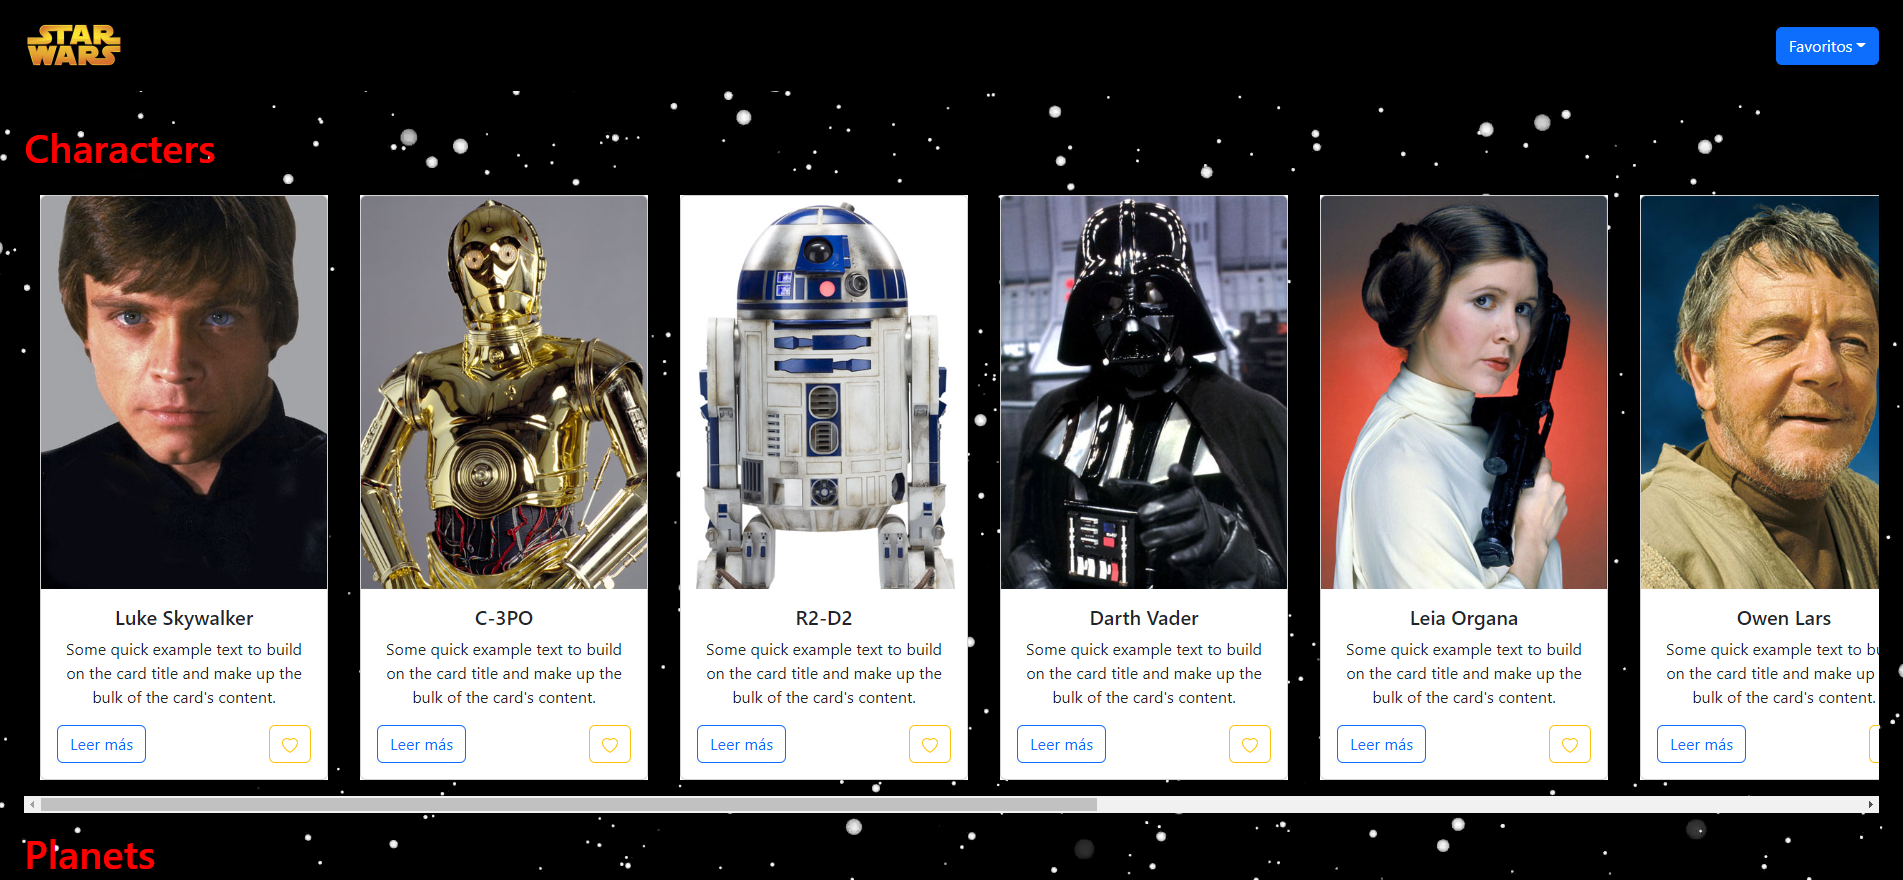 STAR
WARS
Favoritos
Characters
Luke Skywalker
Some quick example text to build
on the card title and make up the
bulk of the card's content.
Leer más
C-3PO
Some quick example text to build
on the card title and make up the
bulk of the card's content.
Leer más
R2-D2
Some quick example text to build
on the card title and make up the
bulk of the card's content.
Leer más
Darth Vader
Some quick example text to build
on the card title and make up the
bulk of the card's content.
Leer más
Leia Organa
Some quick example text to build
on the card title and make up the
bulk of the card's content.
Leer más
Owen Lars
Some quick example text to
on the card title and make up
bulk of the card's content.
Leer más
Planets